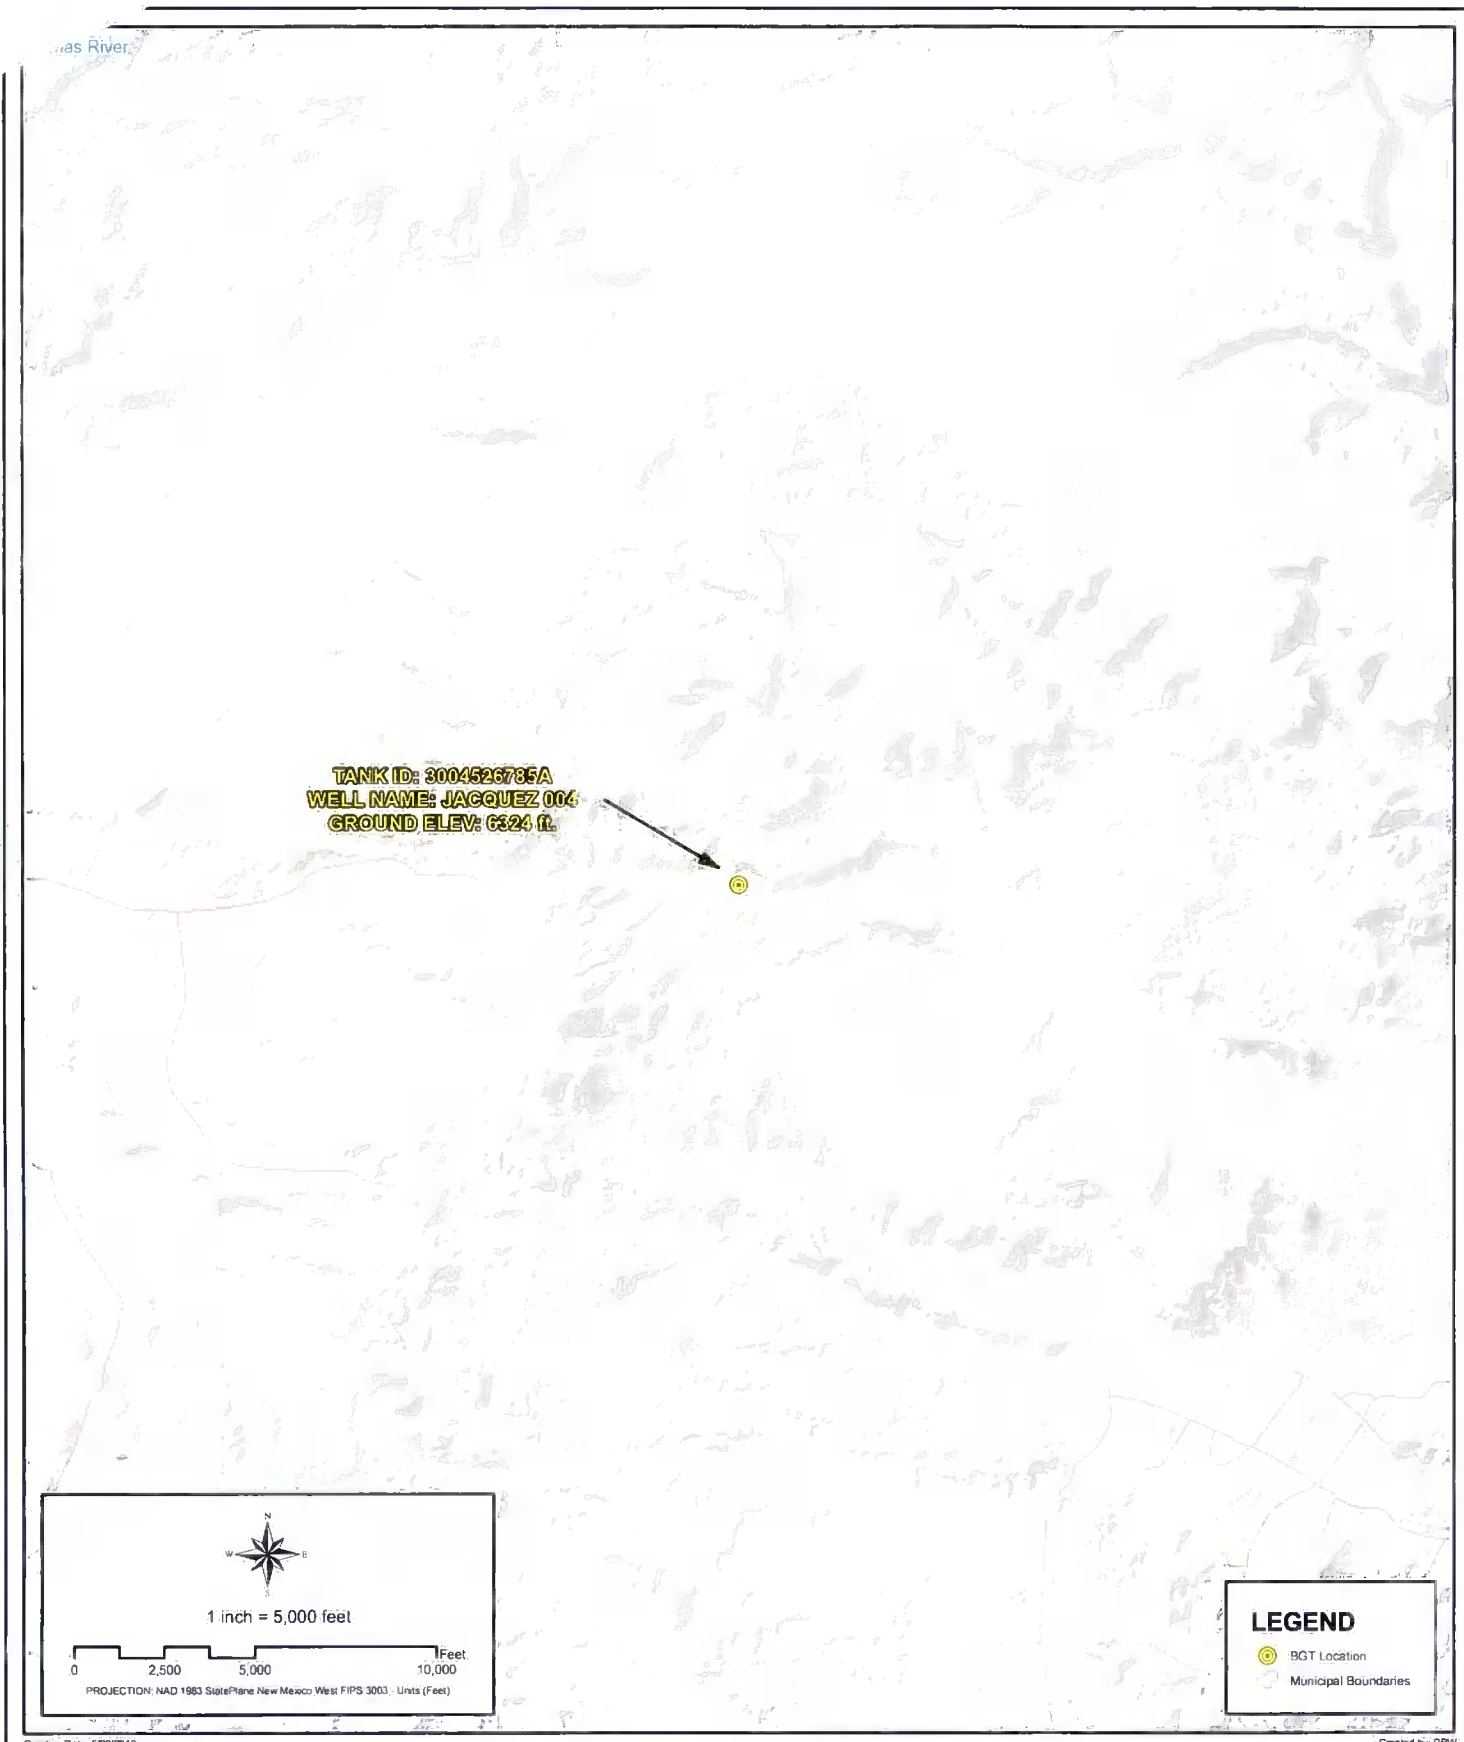 River
TANK ID: 3004526785A
WELL NAME: JACQUEZ 004
GROUND ELEV: 6324 ft.
N
W E
S
1 inch = 5,000 feet
Feet
0 2,500 5,000 10,000
PROJECTION: NAD 1983 StatePlane New Mexico West FIPS 3003 - Units (Feet)
LEGEND
BGT Location
Municipal Boundaries